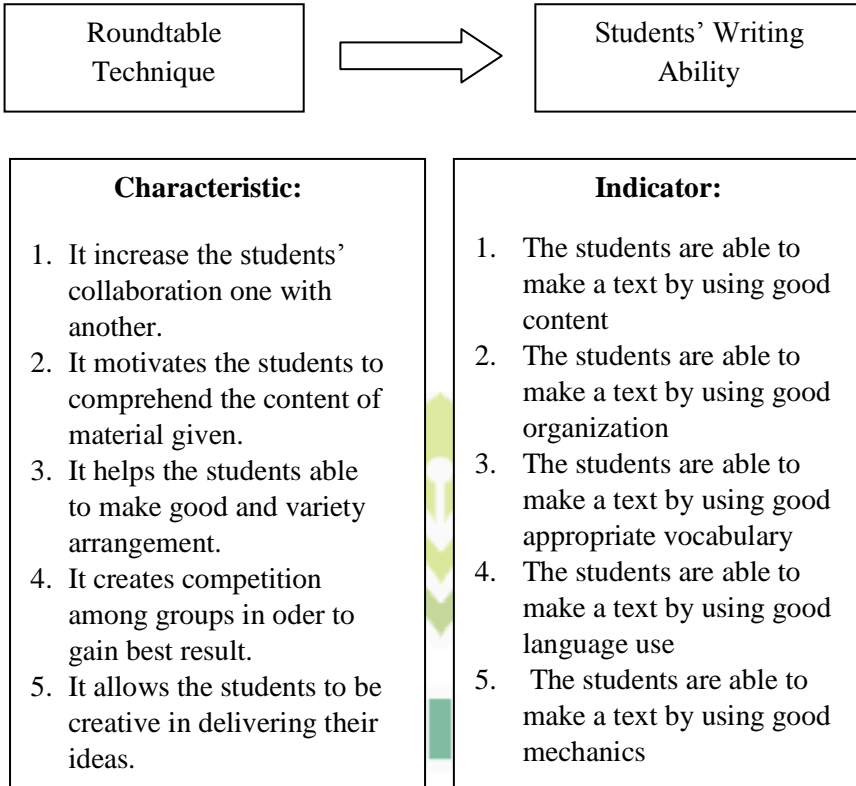 Roundtable
Technique
Students’ Writing
Ability
Characteristic:
1. It increase the students’
collaboration one with
another.
2. It motivates the students to
comprehend the content of
material given.
3. It helps the students able
to make good and variety
arrangement.
4. It creates competition
among groups in oder to
gain best result.
5. It allows the students to be
creative in delivering their
ideas.
Indicator:
1. The students are able to
make a text by using good
content
2. The students are able to
make a text by using good
organization
3. The students are able to
make a text by using good
appropriate vocabulary
4. The students are able to
make a text by using good
language use
5. The students are able to
make a text by using good
mechanics